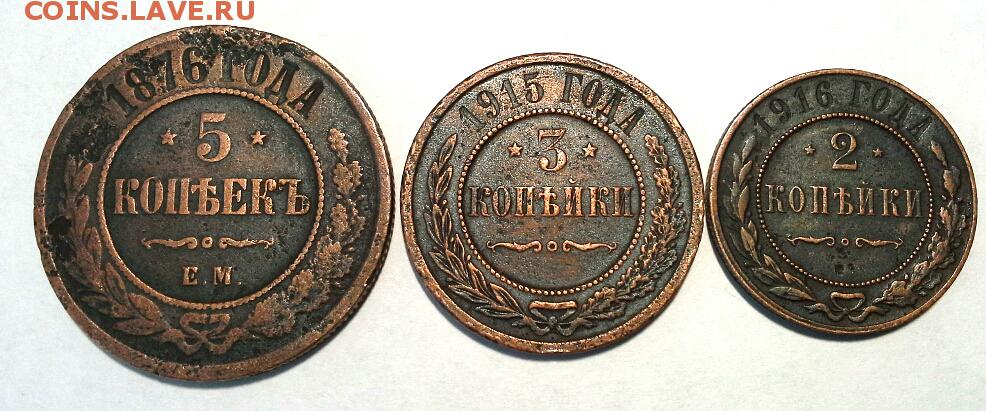 COINS.LAVE.RU
1876 ГОДА
5
КОПѢЕКЪ
Е.М.
1915 ГОДА
3
КОПѢЙКИ
1916 ГОДА
2
КОПѢЙКИ